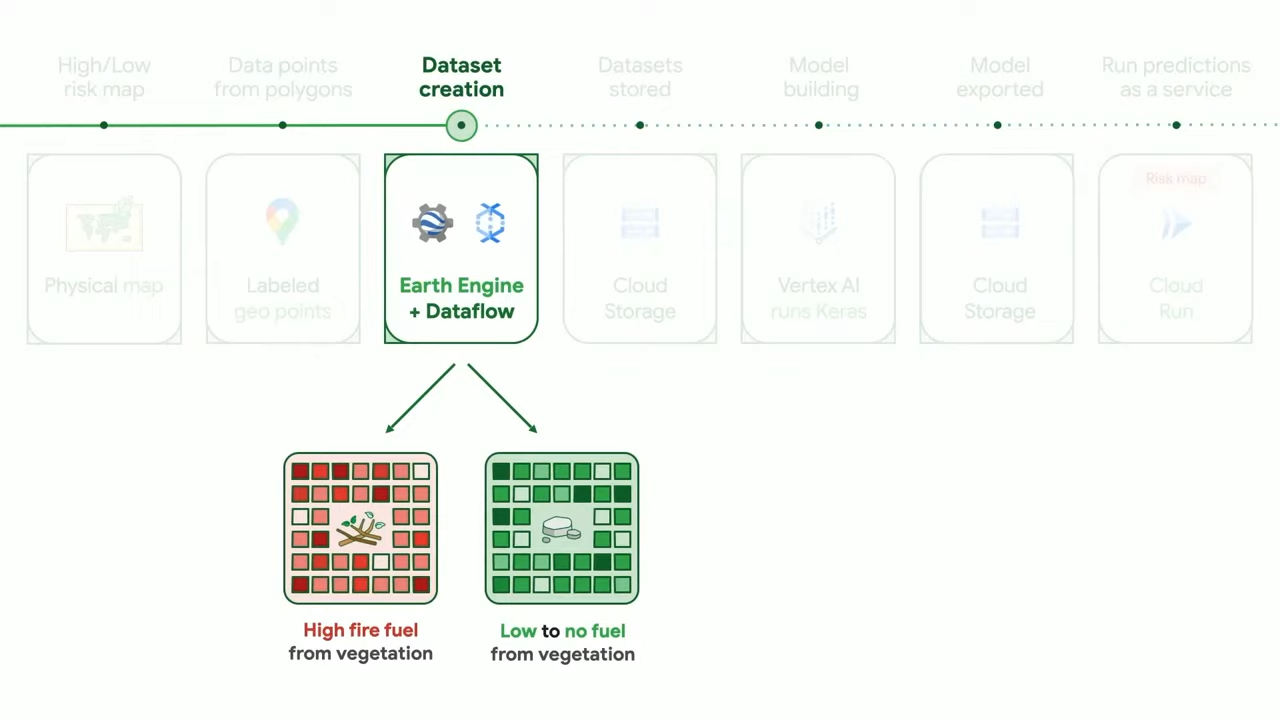 High/Low
risk map
Data points
from polygons
Dataset
creation
Datasets
stored
Model
building
Model
exported
Run predictions
as a service
Physical map
Labeled
geo points
Earth Engine
+ Dataflow
Cloud
Storage
Vertex AI
runs Keras
Cloud
Storage
Risk map
Cloud
Run
High fire fuel
from vegetation
Low to no fuel
from vegetation